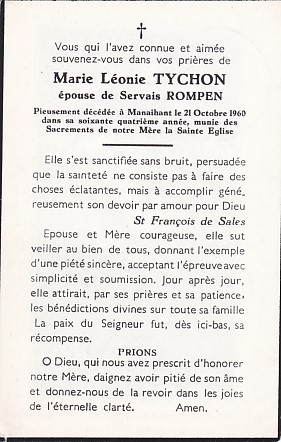 Vous qui l'avez connue et aimée
souvenez-vous dans vos prières de
Marie Léonie TYCHON
épouse de Servais ROMPEN
Pieusement décédée à Manaihant le 21 Octobre 1960
dans sa soixante quatrième année, munie des
Sacrements de notre Mère la Sainte Eglise
Elle s'est sanctifiée sans bruit, persuadée
que la sainteté ne consiste pas à faire des
choses éclatantes, mais à accomplir géné.
reusement son devoir par amour pour Dieu
St François de Sales
Epouse et Mère courageuse, elle sut
veiller au bien de tous, donnant l'exemple
d'une piété sincère, acceptant l'épreuve avec
simplicité et soumission. Jour après jour,
elle attirait, par ses prières et sa patience,
les bénédictions divines sur toute sa famille
La paix du Seigneur fut, dès ici-bas, sa
récompense.
PRIONS
O Dieu, qui nous avez prescrit d'honorer
notre Mère, daignez avoir pitié de son âme
et donnez-nous de la revoir dans les joies
de l'éternelle clarté. Amen.